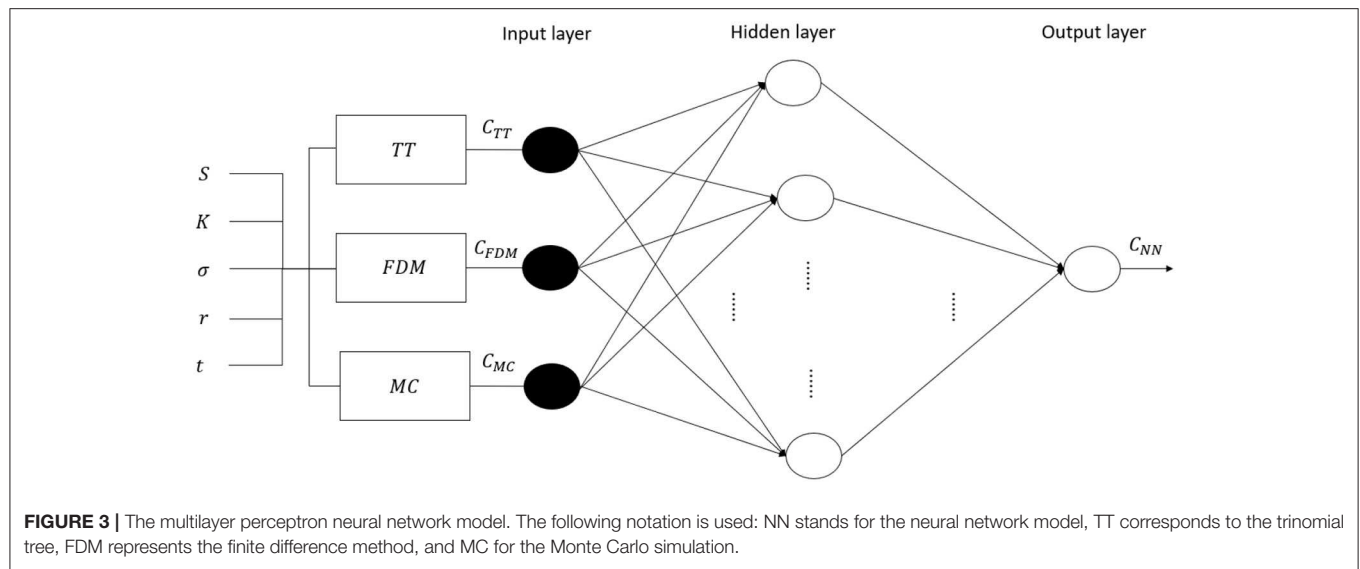 Input layer
Hidden layer
Output layer
S
K
σ
r
t
TT
FDM
MC
C_TT
C_FDM
C_MC
C_NN
FIGURE 3 | The multilayer perceptron neural network model. The following notation is used: NN stands for the neural network model, TT corresponds to the trinomial
tree, FDM represents the finite difference method, and MC for the Monte Carlo simulation.